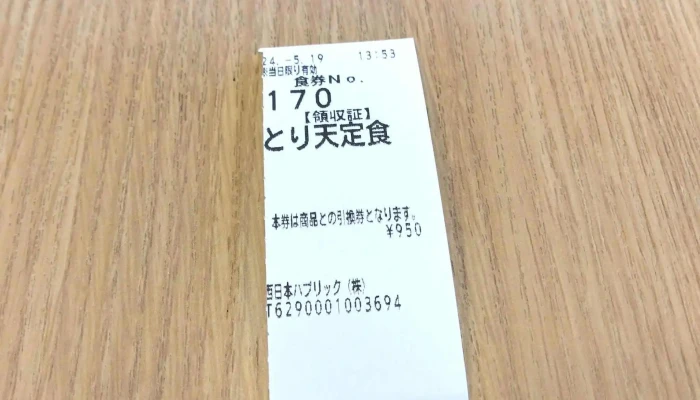 24.-5.19 13:53
当日限り有効
食券No.
170
【領収証】
とり天定食
本券は商品との引換券となります。
¥950
西日本ハブリック(株)
T6290001003694